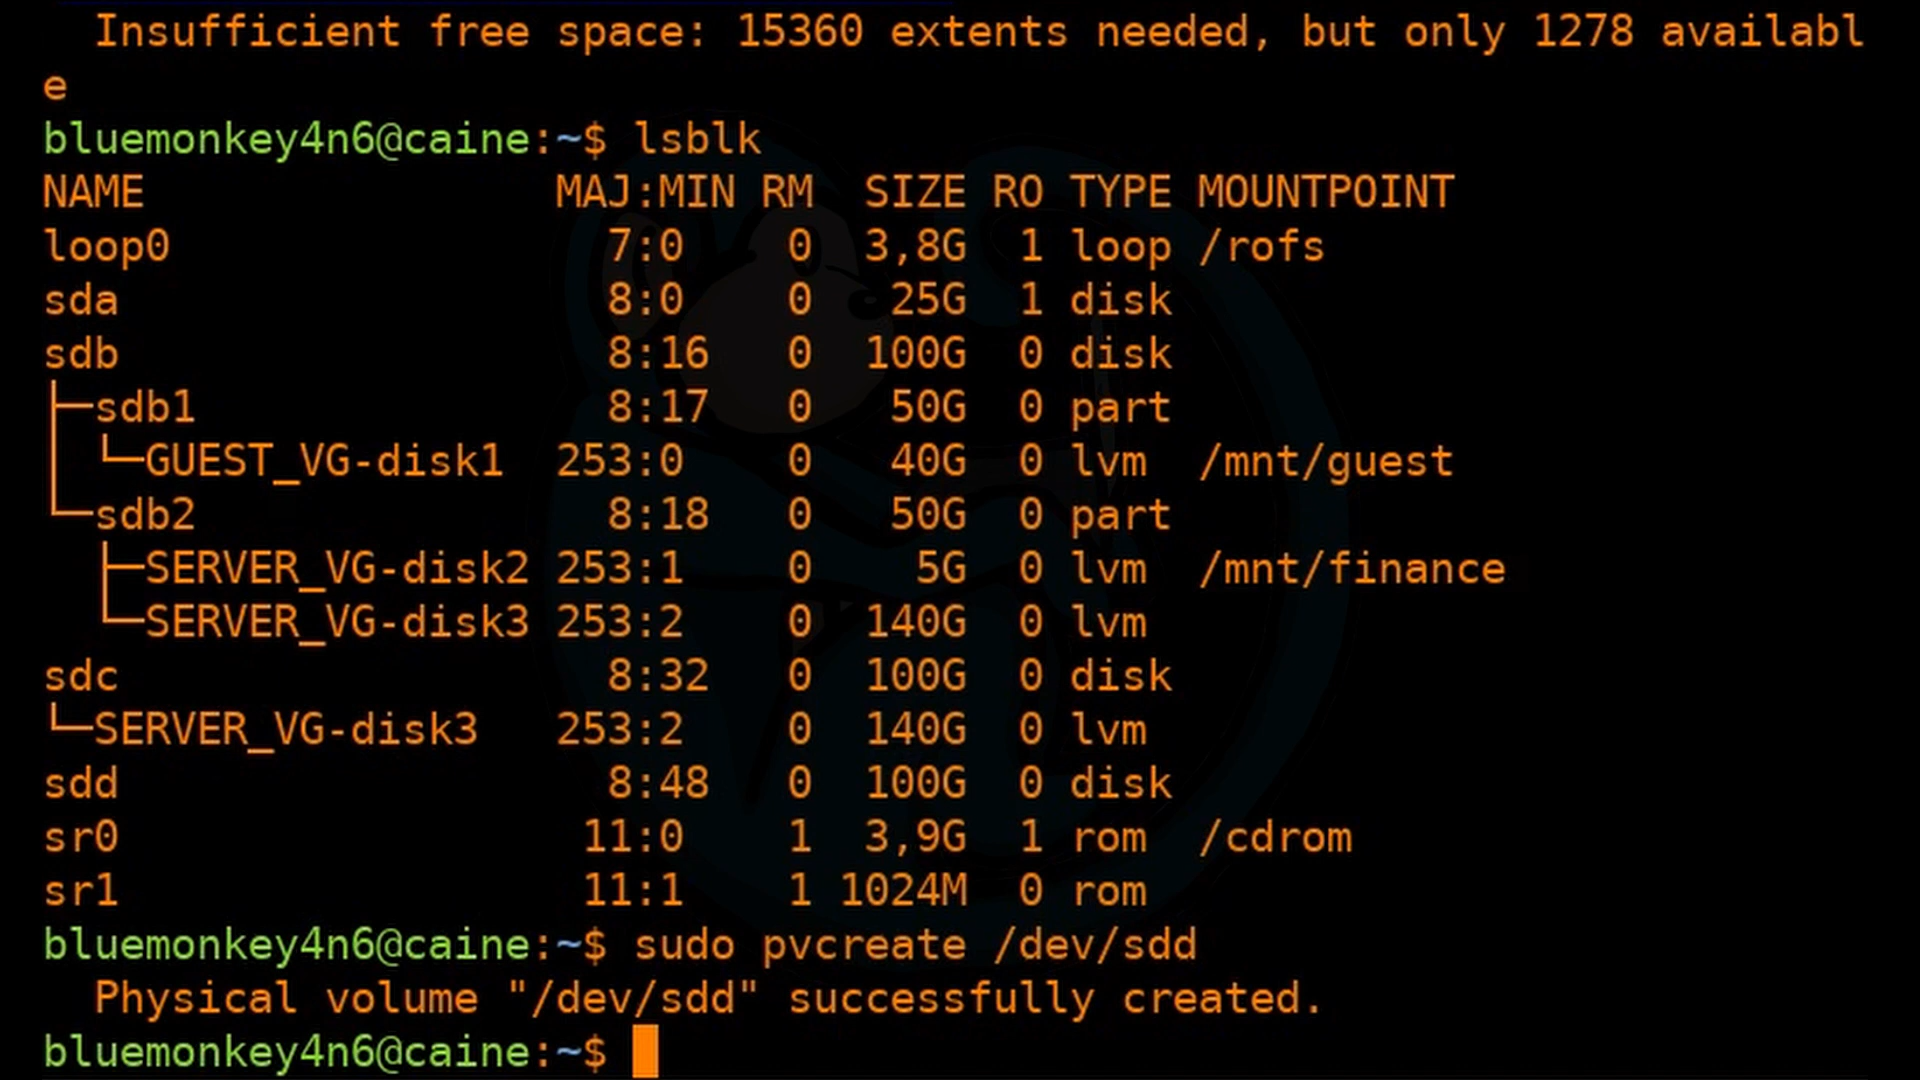 Insufficient free space: 15360 extents needed, but only 1278 availabl
e
bluemonkey4n6@caine:~$ lsblk
NAME                MAJ:MIN RM  SIZE RO TYPE MOUNTPOINT
loop0                 7:0    0  3,8G  1 loop /rofs
sda                   8:0    0   25G  1 disk
sdb                   8:16   0  100G  0 disk
├─sdb1                8:17   0   50G  0 part
│ └─GUEST_VG-disk1  253:0    0   40G  0 lvm  /mnt/guest
└─sdb2                8:18   0   50G  0 part
  ├─SERVER_VG-disk2 253:1    0    5G  0 lvm  /mnt/finance
  └─SERVER_VG-disk3 253:2    0  140G  0 lvm
sdc                   8:32   0  100G  0 disk
└─SERVER_VG-disk3   253:2    0  140G  0 lvm
sdd                   8:48   0  100G  0 disk
sr0                  11:0    1  3,9G  1 rom  /cdrom
sr1                  11:1    1 1024M  0 rom
bluemonkey4n6@caine:~$ sudo pvcreate /dev/sdd
  Physical volume "/dev/sdd" successfully created.
bluemonkey4n6@caine:~$